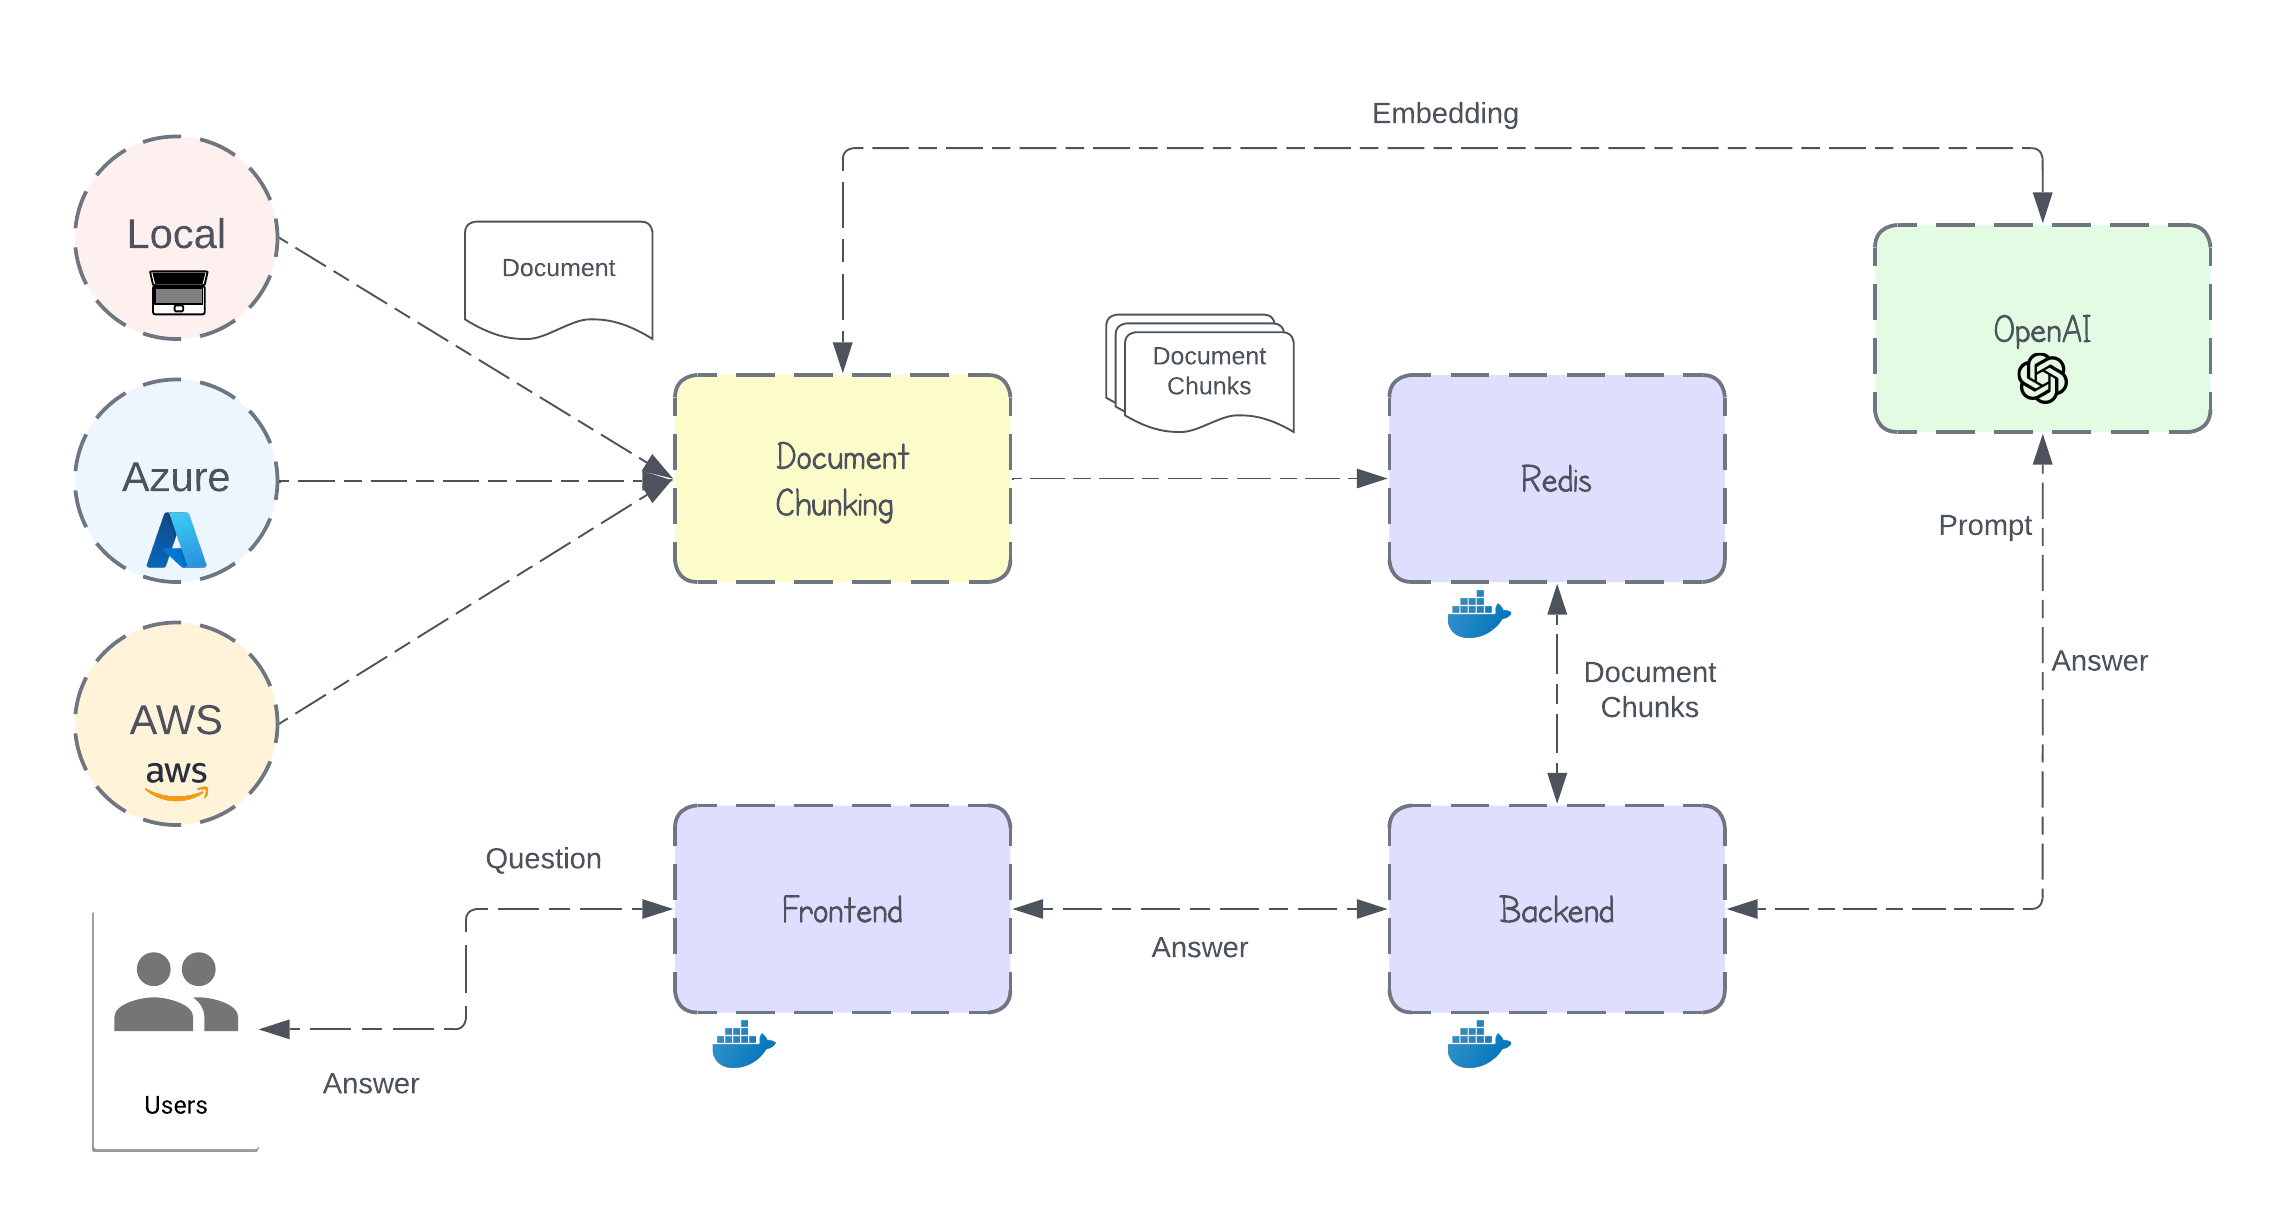 Embedding
Local
Document
OpenAI
Document
Chunks
Azure
Document
Chunking
Redis
Prompt
AWS
aws
Document
Chunks
Answer
Question
Frontend
Backend
Answer
Answer
Users